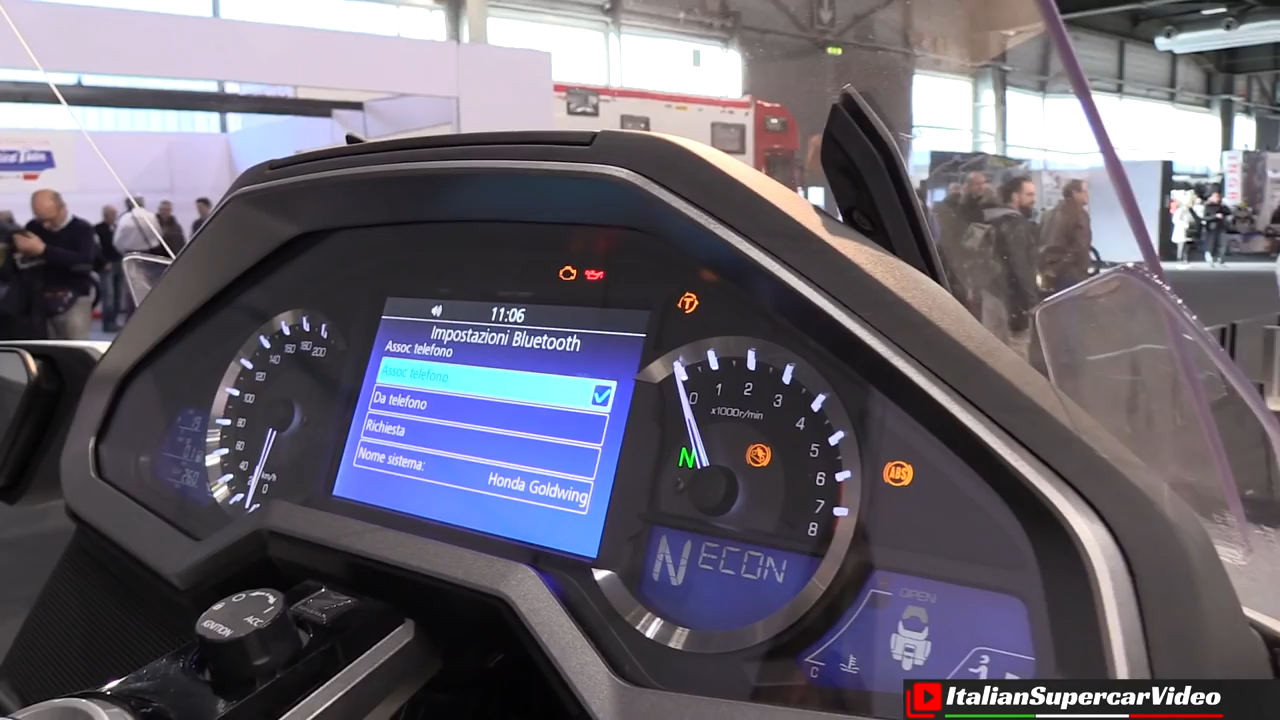 11:06
Impostazioni Bluetooth
Assoc telefono
Assoc telefono
Da telefono
Richiesta
Nome sistema:
Honda Goldwing
200
180
160
140
120
100
80
60
40
20
0
km/h
0
1
2
3
4
5
6
7
8
x1000r/min
T
N
ABS
N ECON
OPEN
C
IGNITION
ACC
ItalianSupercarVideo